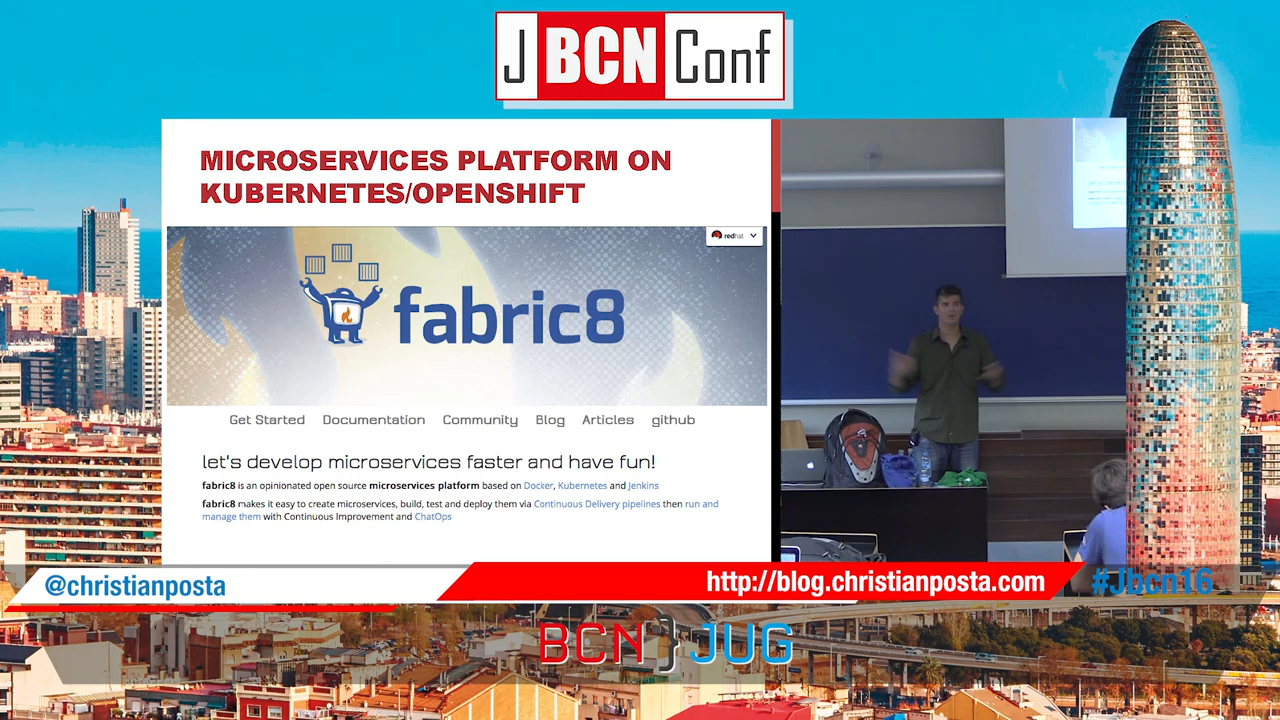 J BCN Conf
MICROSERVICES PLATFORM ON
KUBERNETES/OPENSHIFT
redhat
fabric8
Get Started Documentation Community Blog Articles github
let's develop microservices faster and have fun!
fabric8 is an opinionated open source microservices platform based on Docker, Kubernetes and Jenkins
fabric8 makes it easy to create microservices, build, test and deploy them via Continuous Delivery pipelines then run and
manage them with Continuous Improvement and ChatOps
@christianposta
http://blog.christianposta.com
#Jbcn16
BCN JUG